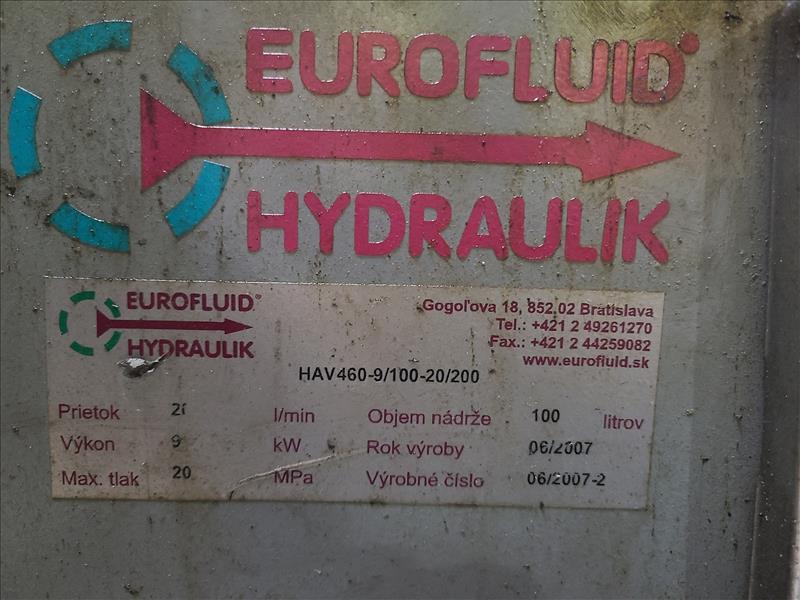 EUROFLUID®
HYDRAULIK
EUROFLUID®
HYDRAULIK
Gogoľova 18, 852 02 Bratislava
Tel.: +421 2 49261270
Fax.: +421 2 44259082
www.eurofluid.sk
HAV460-9/100-20/200
Prietok l/min Objem nádrže 100 litrov
Výkon 9 kW Rok výroby 06/2007
Max. tlak 20 MPa Výrobné číslo 06/2007-2